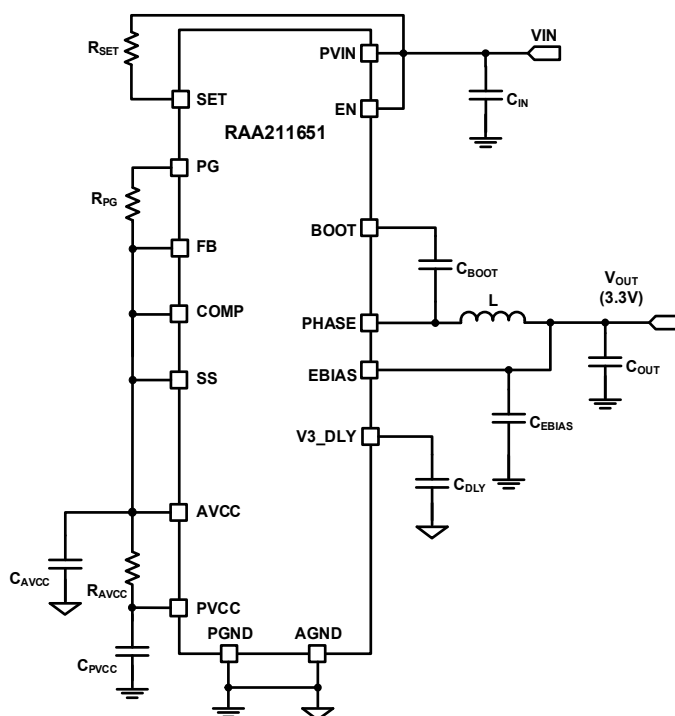 VIN
RSET
PVIN
CIN
SET
EN
RAA211651
PG
RPG
BOOT
FB
CBOOT
VOUT
(3.3V)
L
COMP
PHASE
COUT
SS
EBIAS
CEBIAS
V3_DLY
CDLY
AVCC
CAVCC
RAVCC
PVCC
PGND
AGND
CPVCC